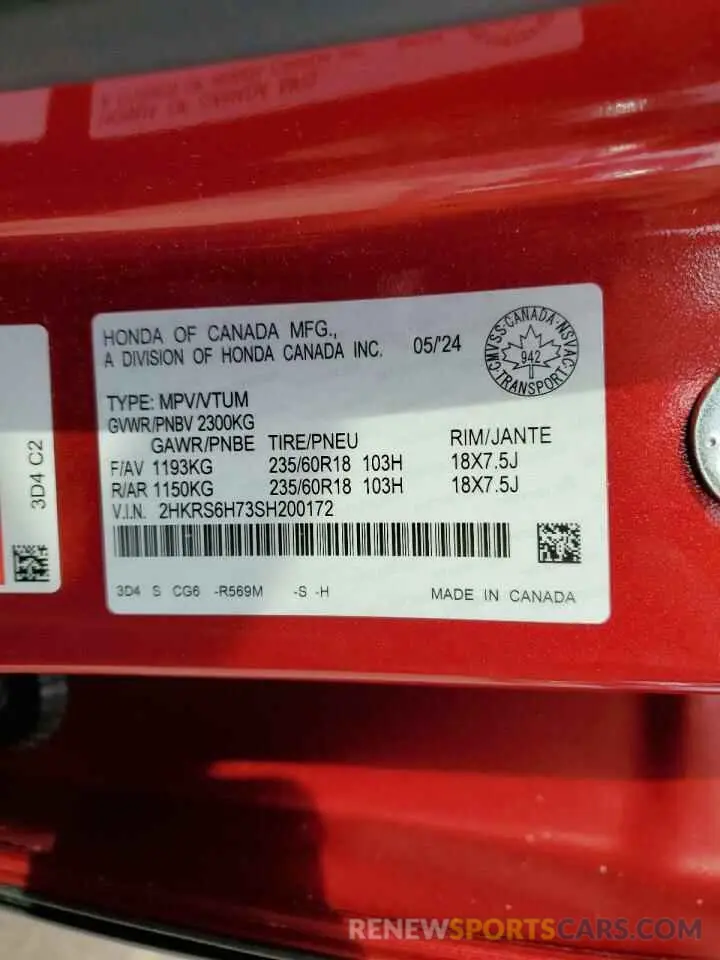 HONDA OF CANADA MFG.,
A DIVISION OF HONDA CANADA INC. 05/'24
CMVSS-CANADA-NSVAC
942
TRANSPORT
TYPE: MPV/VTUM
GVWR/PNBV 2300KG
GAWR/PNBE TIRE/PNEU RIM/JANTE
F/AV 1193KG 235/60R18 103H 18X7.5J
R/AR 1150KG 235/60R18 103H 18X7.5J
V.I.N. 2HKRS6H73SH200172
3D4 S CG6 -R569M -S -H MADE IN CANADA
3D4 C2
RENEWSPORTSCARS.COM